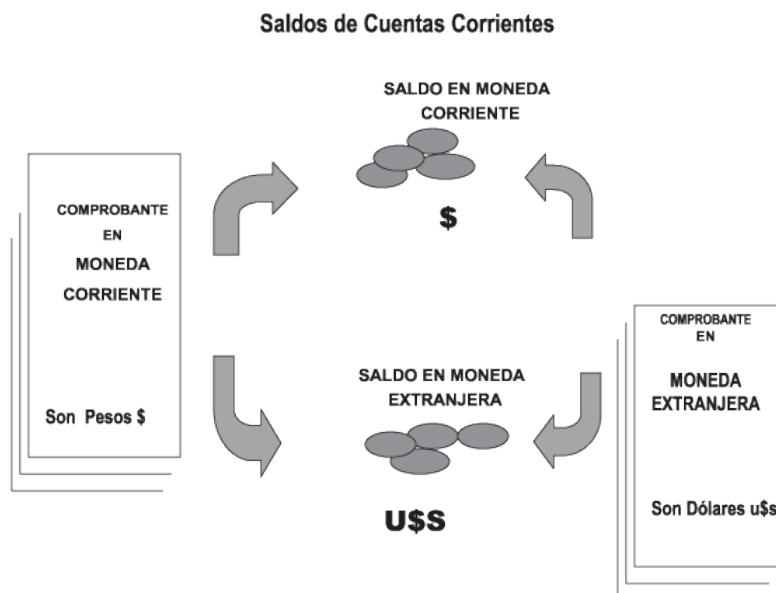 Saldos de Cuentas Corrientes
SALDO EN MONEDA
CORRIENTE
$
COMPROBANTE
EN
MONEDA
CORRIENTE
Son Pesos $
SALDO EN MONEDA
EXTRANJERA
U$S
COMPROBANTE
EN
MONEDA
EXTRANJERA
Son Dólares u$s